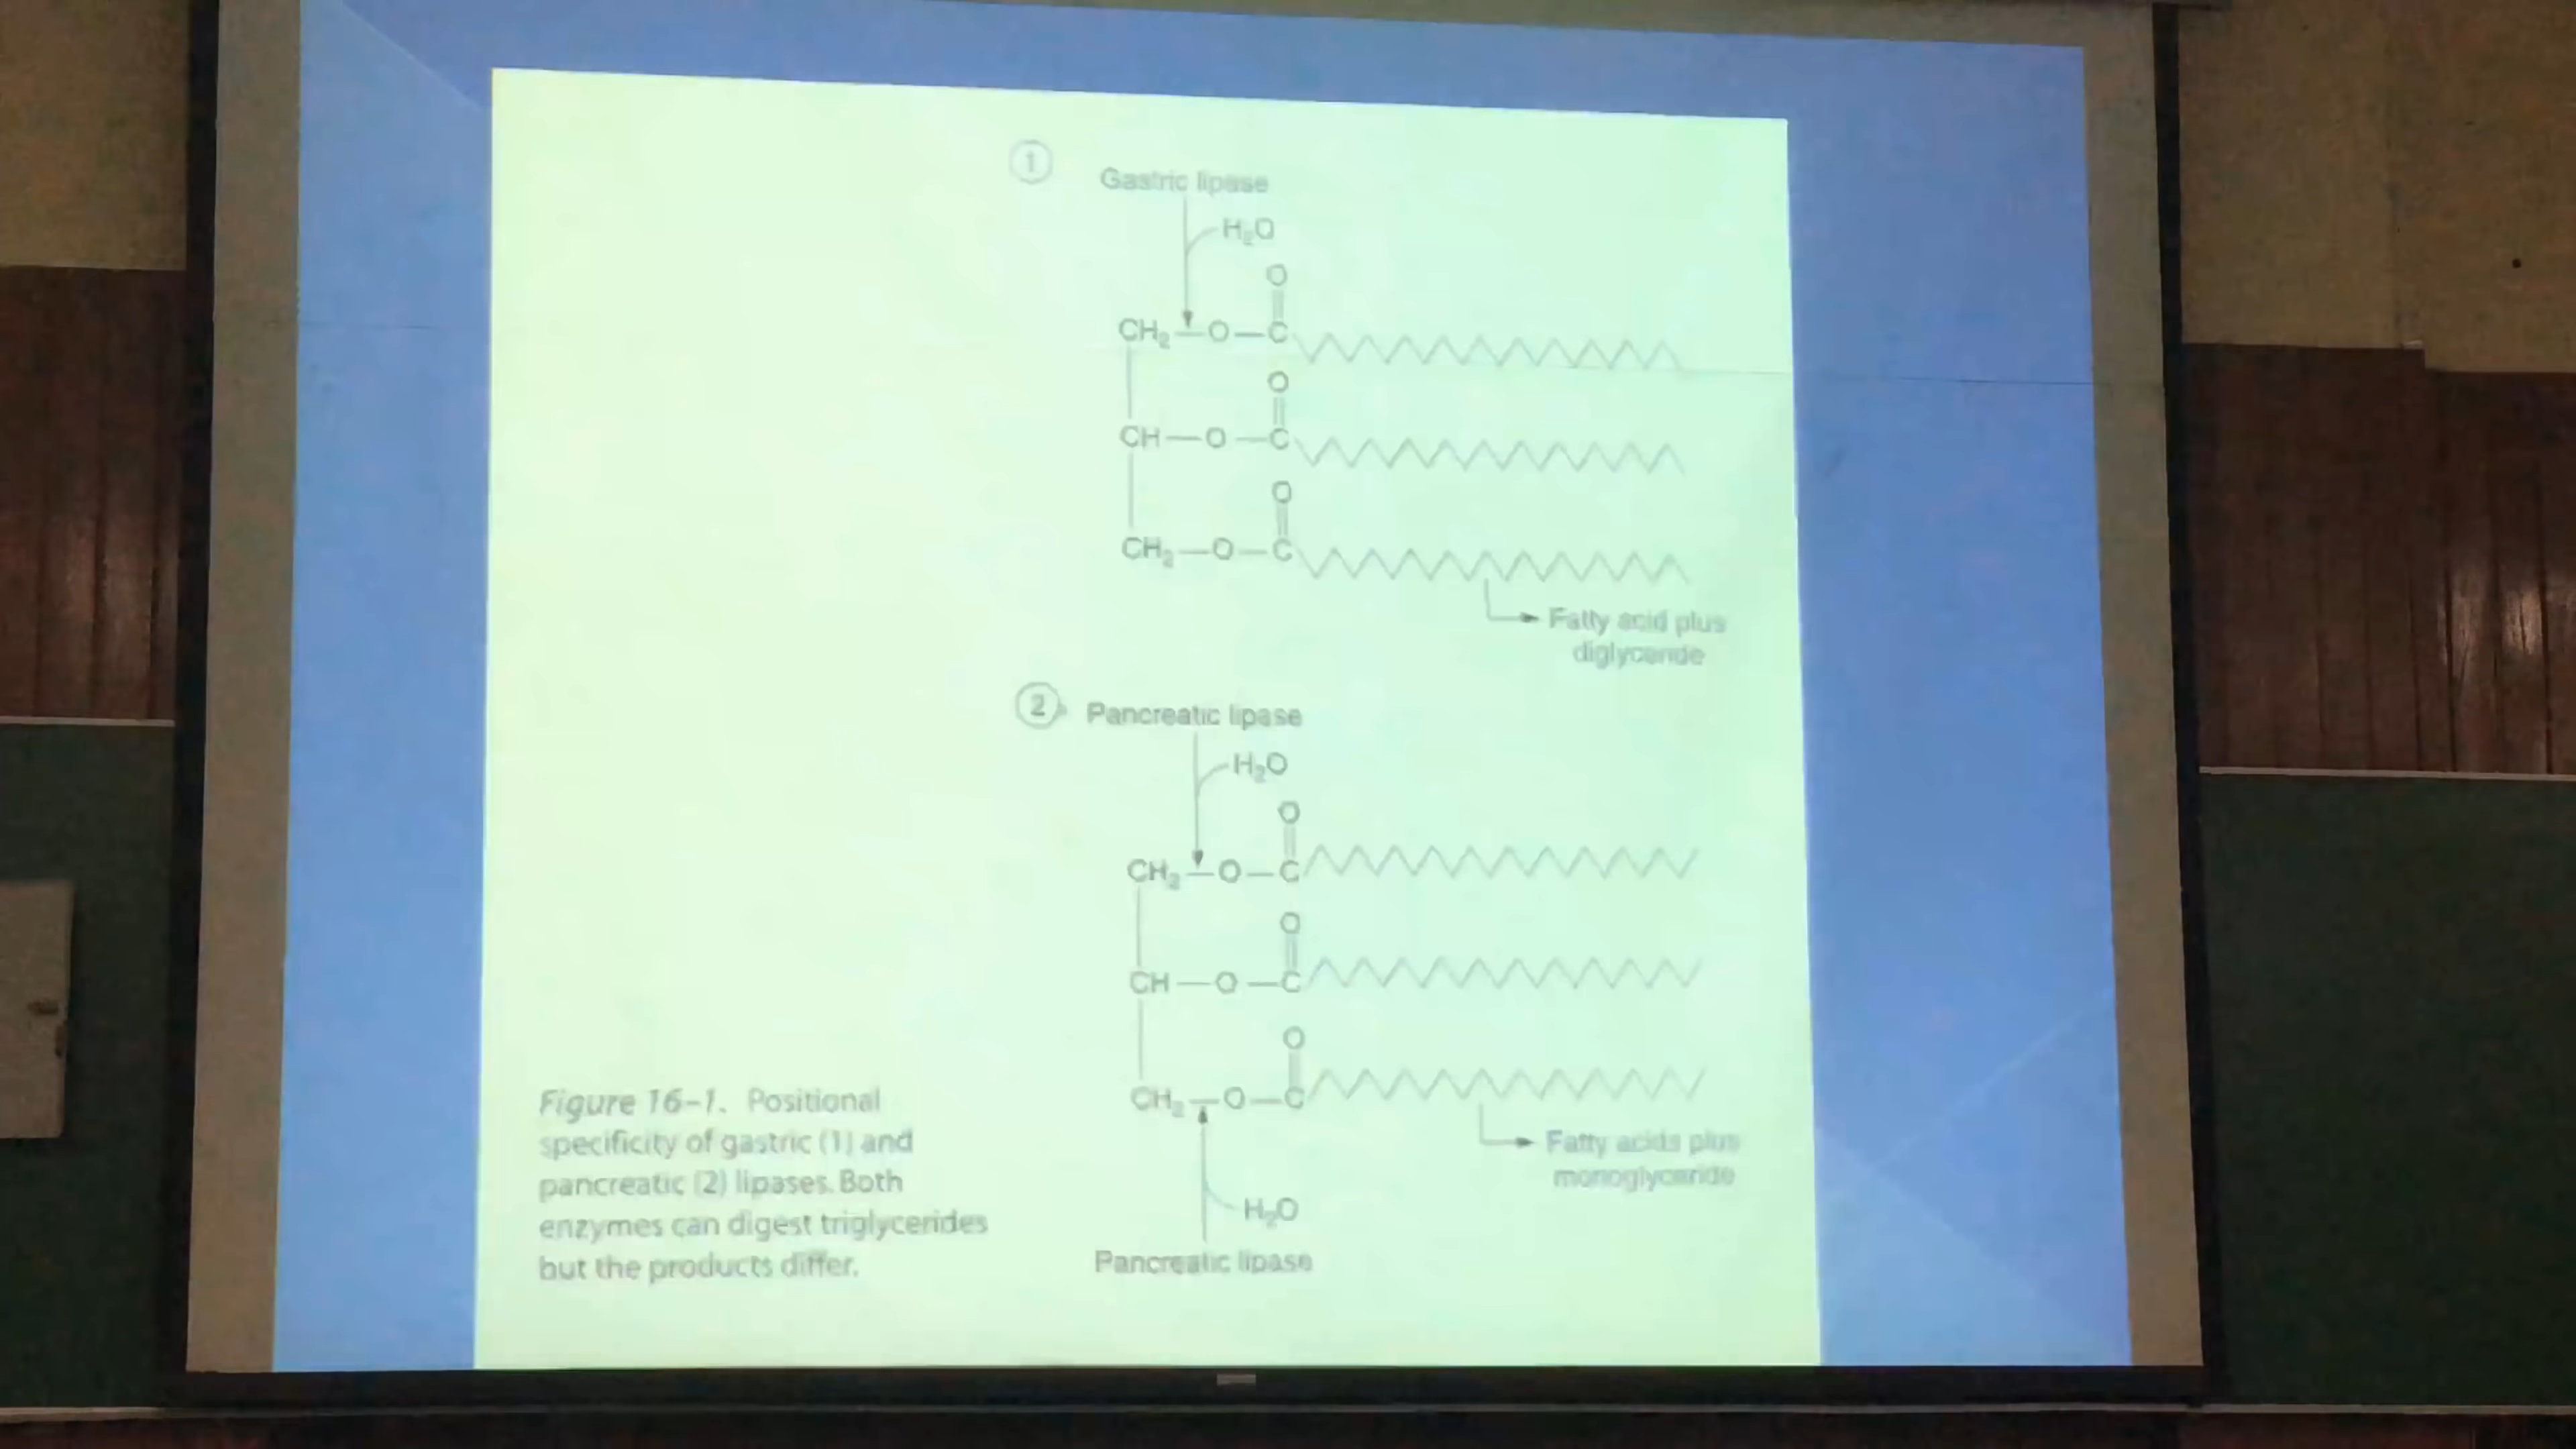 1
Gastric lipase
H₂O
O
CH₂—O—C
O
CH—O—C
O
CH₂—O—C
Fatty acid plus
diglyceride
2
Pancreatic lipase
H₂O
O
CH₂—O—C
O
CH—O—C
O
CH₂—O—C
Fatty acids plus
monoglyceride
H₂O
Pancreatic lipase
Figure 16–1. Positional
specificity of gastric (1) and
pancreatic (2) lipases. Both
enzymes can digest triglycerides
but the products differ.